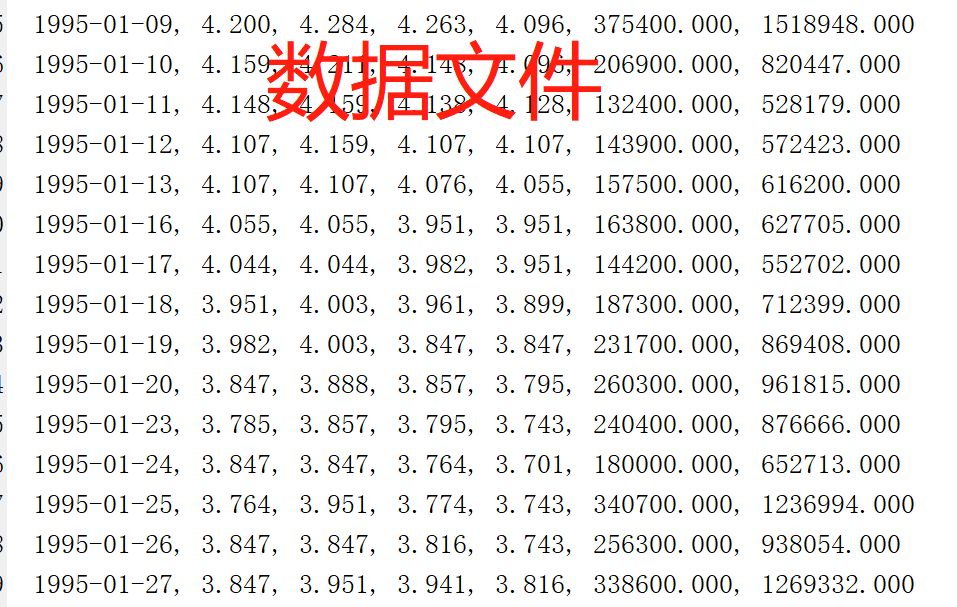 1995-01-09, 4.200, 4.284, 4.263, 4.096, 375400.000, 1518948.000
1995-01-10, 4.159, 4.211, 4.148, 206900.000, 820447.000
数据文件
1995-01-11, 4.148, 4.159, 4.138, 4.128, 132400.000, 528179.000
1995-01-12, 4.107, 4.159, 4.107, 4.107, 143900.000, 572423.000
1995-01-13, 4.107, 4.107, 4.076, 4.055, 157500.000, 616200.000
1995-01-16, 4.055, 4.055, 3.951, 3.951, 163800.000, 627705.000
1995-01-17, 4.044, 4.044, 3.982, 3.951, 144200.000, 552702.000
1995-01-18, 3.951, 4.003, 3.961, 3.899, 187300.000, 712399.000
1995-01-19, 3.982, 4.003, 3.847, 3.847, 231700.000, 869408.000
1995-01-20, 3.847, 3.888, 3.857, 3.795, 260300.000, 961815.000
1995-01-23, 3.785, 3.857, 3.795, 3.743, 240400.000, 876666.000
1995-01-24, 3.847, 3.847, 3.764, 3.701, 180000.000, 652713.000
1995-01-25, 3.764, 3.951, 3.774, 3.743, 340700.000, 1236994.000
1995-01-26, 3.847, 3.847, 3.816, 3.743, 256300.000, 938054.000
1995-01-27, 3.847, 3.951, 3.941, 3.816, 338600.000, 1269332.000